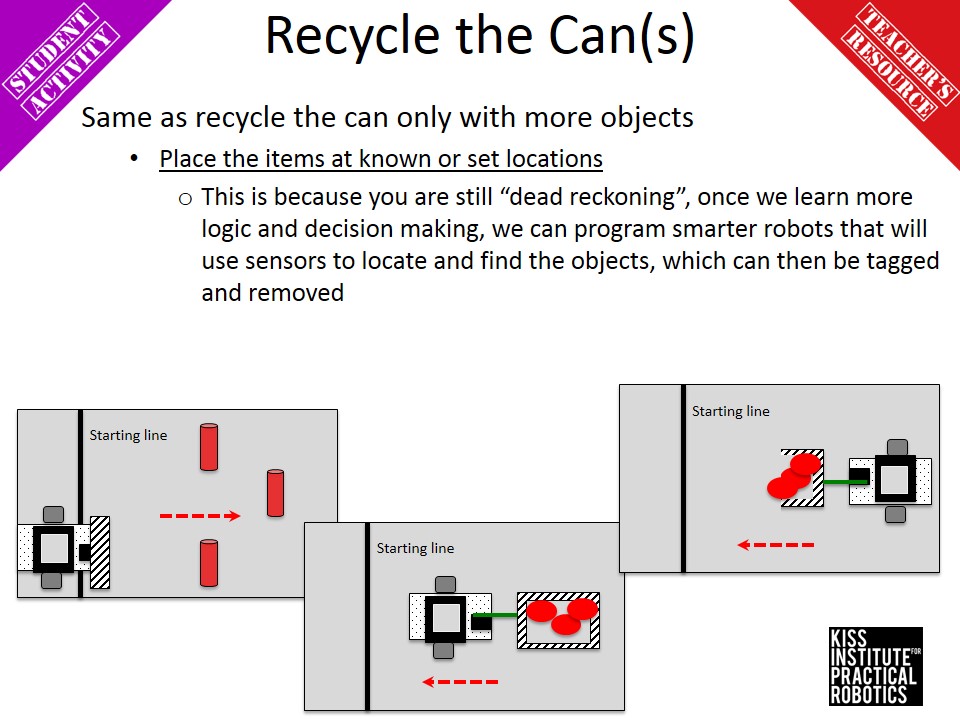 STUDENT
ACTIVITY
Recycle the Can(s)
TEACHER'S
RESOURCE
Same as recycle the can only with more objects
• Place the items at known or set locations
o This is because you are still “dead reckoning”, once we learn more
logic and decision making, we can program smarter robots that will
use sensors to locate and find the objects, which can then be tagged
and removed
Starting line
Starting line
Starting line
KISS
INSTITUTE FOR
PRACTICAL
ROBOTICS